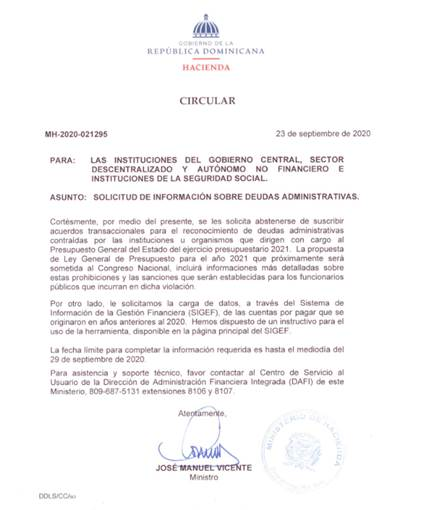 GOBIERNO DE LA
REPÚBLICA DOMINICANA
HACIENDA
CIRCULAR
MH-2020-021295 23 de septiembre de 2020
PARA: LAS INSTITUCIONES DEL GOBIERNO CENTRAL, SECTOR
DESCENTRALIZADO Y AUTÓNOMO NO FINANCIERO E
INSTITUCIONES DE LA SEGURIDAD SOCIAL.
ASUNTO: SOLICITUD DE INFORMACIÓN SOBRE DEUDAS ADMINISTRATIVAS.
Cortésmente, por medio del presente, se les solicita abstenerse de suscribir
acuerdos transaccionales para el reconocimiento de deudas administrativas
contraídas por las instituciones u organismos que dirigen con cargo al
Presupuesto General del Estado del ejercicio presupuestario 2021. La propuesta
de Ley General de Presupuesto para el año 2021 que próximamente será
sometida al Congreso Nacional, incluirá informaciones más detalladas sobre
estas prohibiciones y las sanciones que serán establecidas para los funcionarios
públicos que incurran en dicha violación.
Por otro lado, le solicitamos la carga de datos, a través del Sistema de
Información de la Gestión Financiera (SIGEF), de las cuentas por pagar que se
originaron en años anteriores al 2020. Hemos dispuesto de un instructivo para el
uso de la herramienta, disponible en la página principal del SIGEF.
La fecha límite para completar la información requerida es hasta el mediodía del
29 de septiembre de 2020.
Para asistencia y soporte técnico, favor contactar al Centro de Servicio al
Usuario de la Dirección de Administración Financiera Integrada (DAFI) de este
Ministerio, 809-687-5131 extensiones 8106 y 8107.
Atentamente,
JOSÉ MANUEL VICENTE
Ministro
MINISTERIO DE HACIENDA
DDLS/CC/